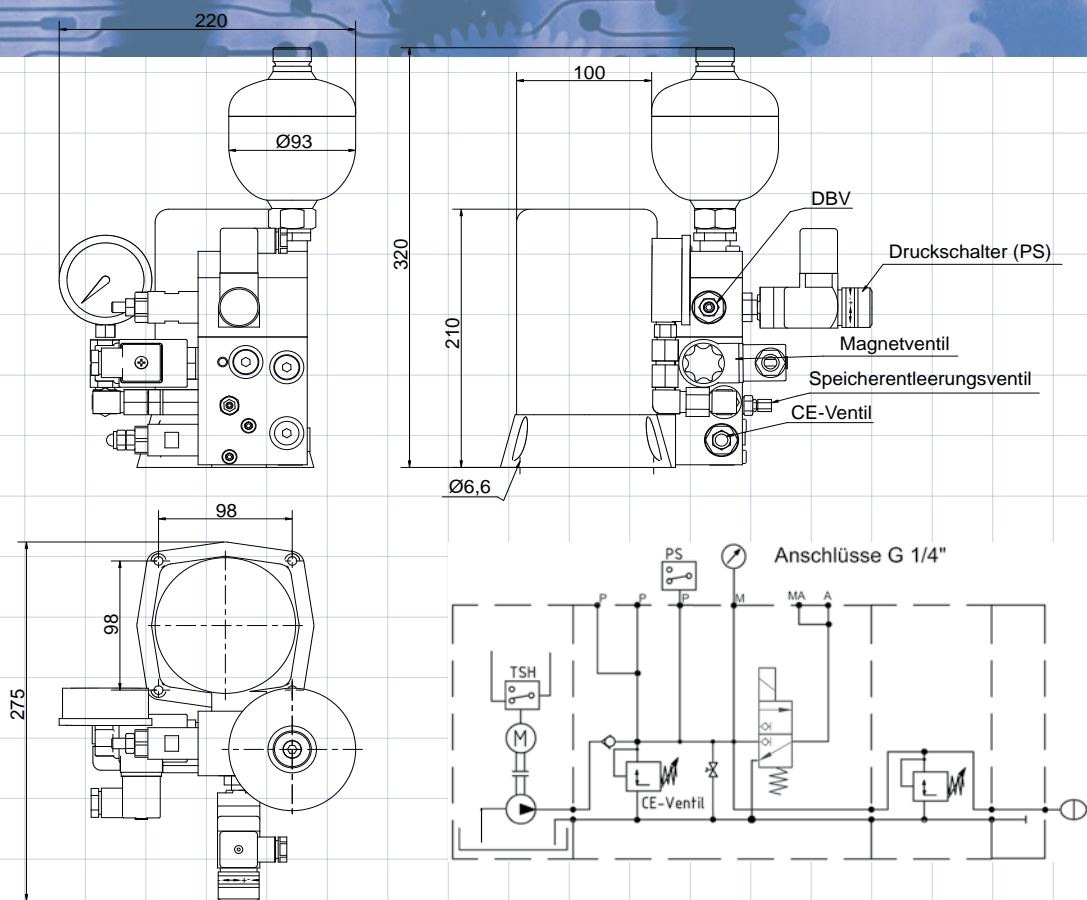 220
100
Ø93
DBV
Druckschalter (PS)
320
210
Magnetventil
Speicherentleerungsventil
CE-Ventil
Ø6,6
98
98
275
PS
Anschlüsse G 1/4"
P
P
P
M
MA
A
TSH
M
CE-Ventil